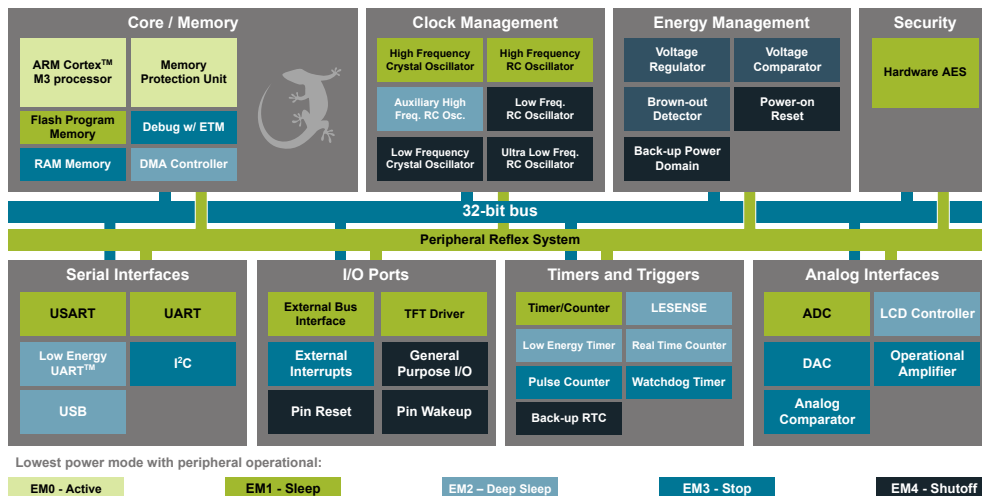 Core / Memory
ARM Cortex™
M3 processor
Memory
Protection Unit
Flash Program
Memory
Debug w/ ETM
RAM Memory
DMA Controller
Clock Management
High Frequency
Crystal Oscillator
High Frequency
RC Oscillator
Auxiliary High
Freq. RC Osc.
Low Freq.
RC Oscillator
Low Frequency
Crystal Oscillator
Ultra Low Freq.
RC Oscillator
Energy Management
Voltage
Regulator
Voltage
Comparator
Brown-out
Detector
Power-on
Reset
Back-up Power
Domain
Security
Hardware AES
32-bit bus
Peripheral Reflex System
Serial Interfaces
USART
UART
Low Energy
UART™
I²C
USB
I/O Ports
External Bus
Interface
TFT Driver
External
Interrupts
General
Purpose I/O
Pin Reset
Pin Wakeup
Timers and Triggers
Timer/Counter
LESENSE
Low Energy Timer
Real Time Counter
Pulse Counter
Watchdog Timer
Back-up RTC
Analog Interfaces
ADC
LCD Controller
DAC
Operational
Amplifier
Analog
Comparator
Lowest power mode with peripheral operational:
EM0 - Active
EM1 - Sleep
EM2 – Deep Sleep
EM3 - Stop
EM4 - Shutoff